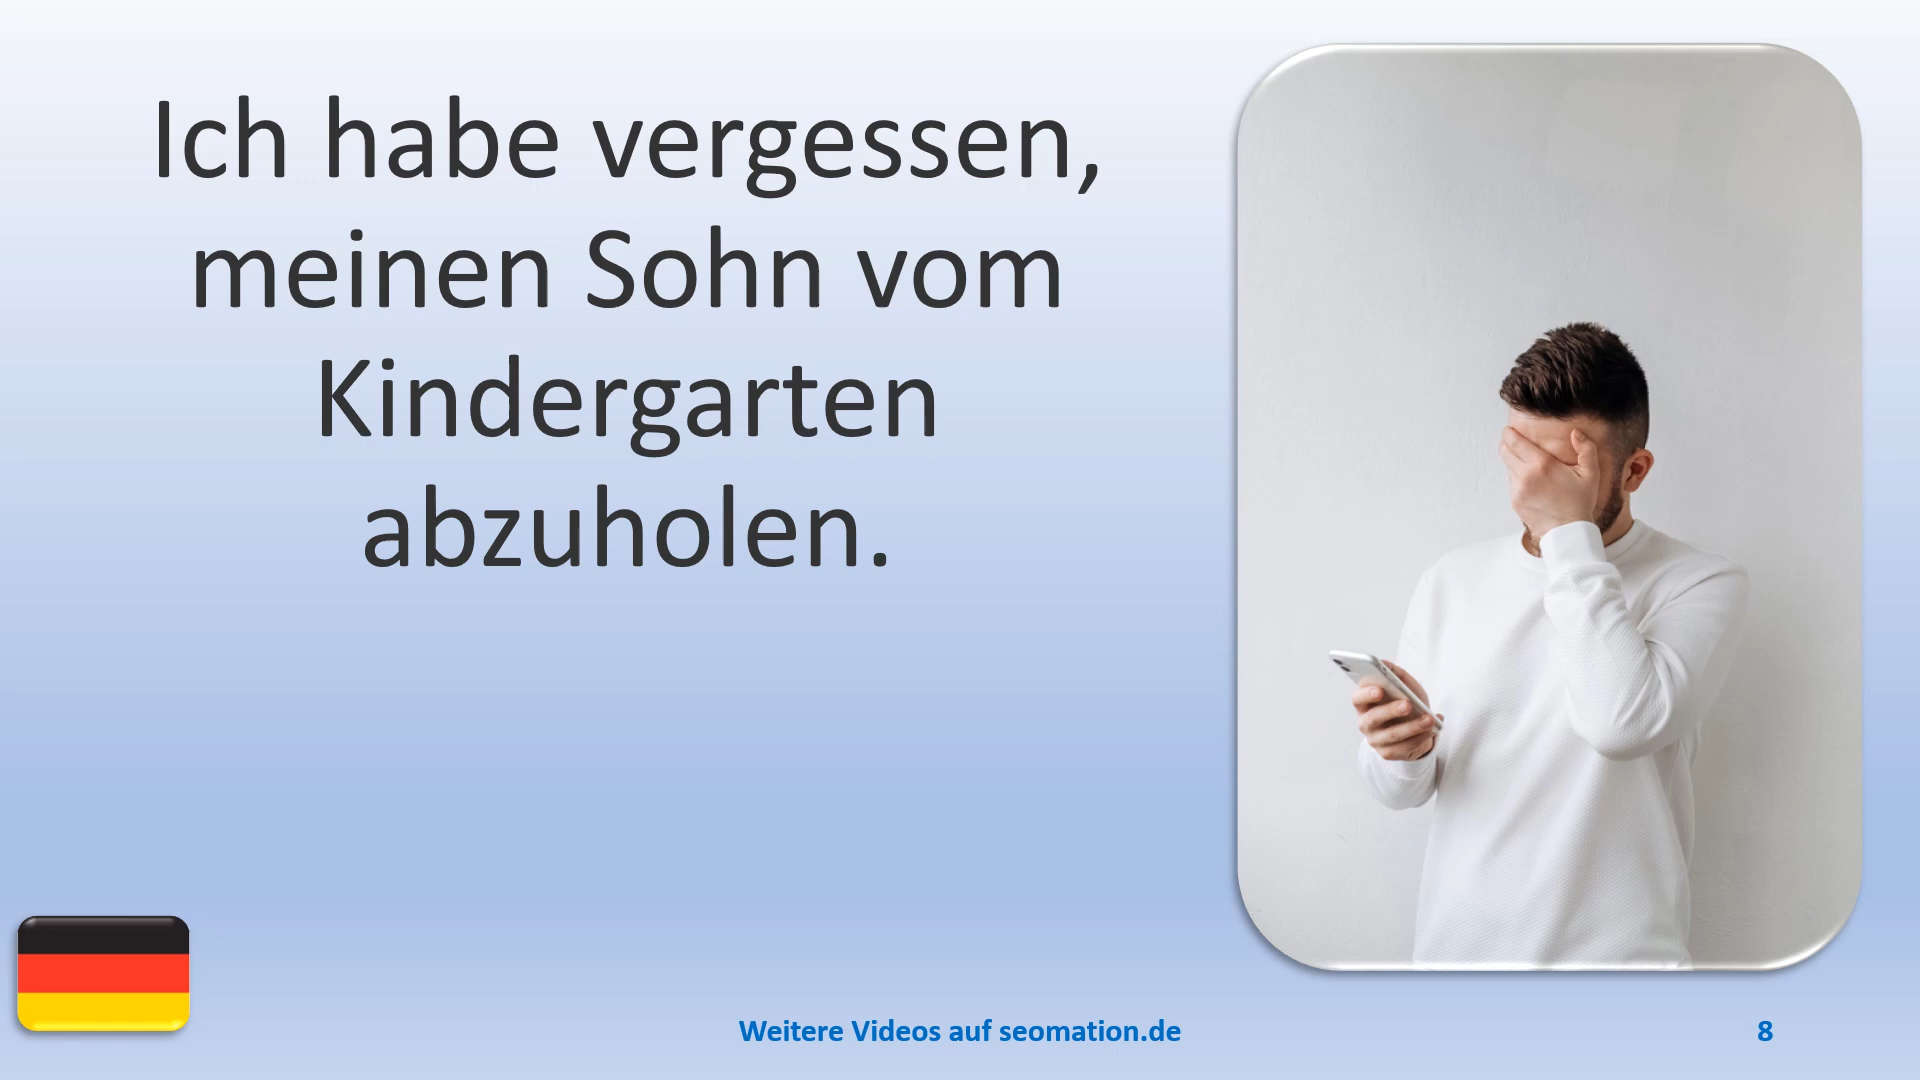 Ich habe vergessen,
meinen Sohn vom
Kindergarten
abzuholen.
Weitere Videos auf seomation.de
8